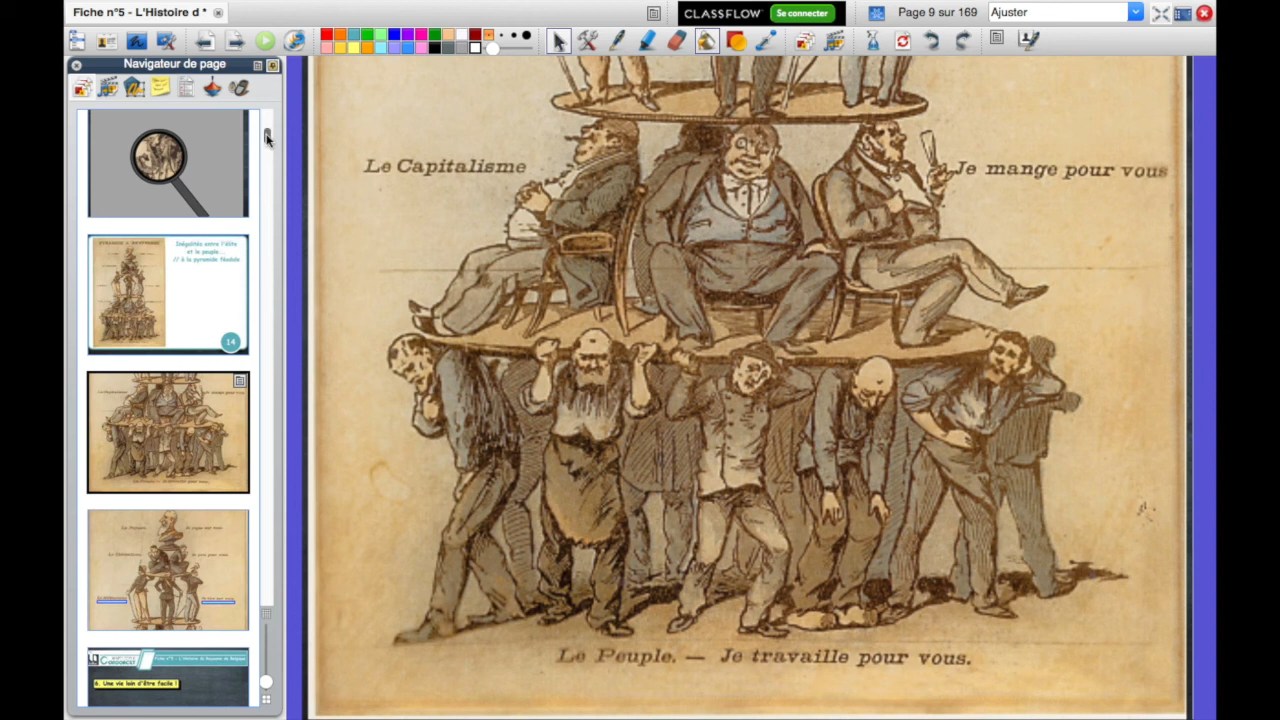 Fiche n°5 - L'Histoire d *
CLASSFLOW
Se connecter
Page 9 sur 169
Ajuster
Navigateur de page
Inégalités entre l'élite
et le peuple...
// à la pyramide féodale
14
6. Une vie loin d'être facile !
Le Capitalisme
Je mange pour vous
Le Peuple. — Je travaille pour vous.